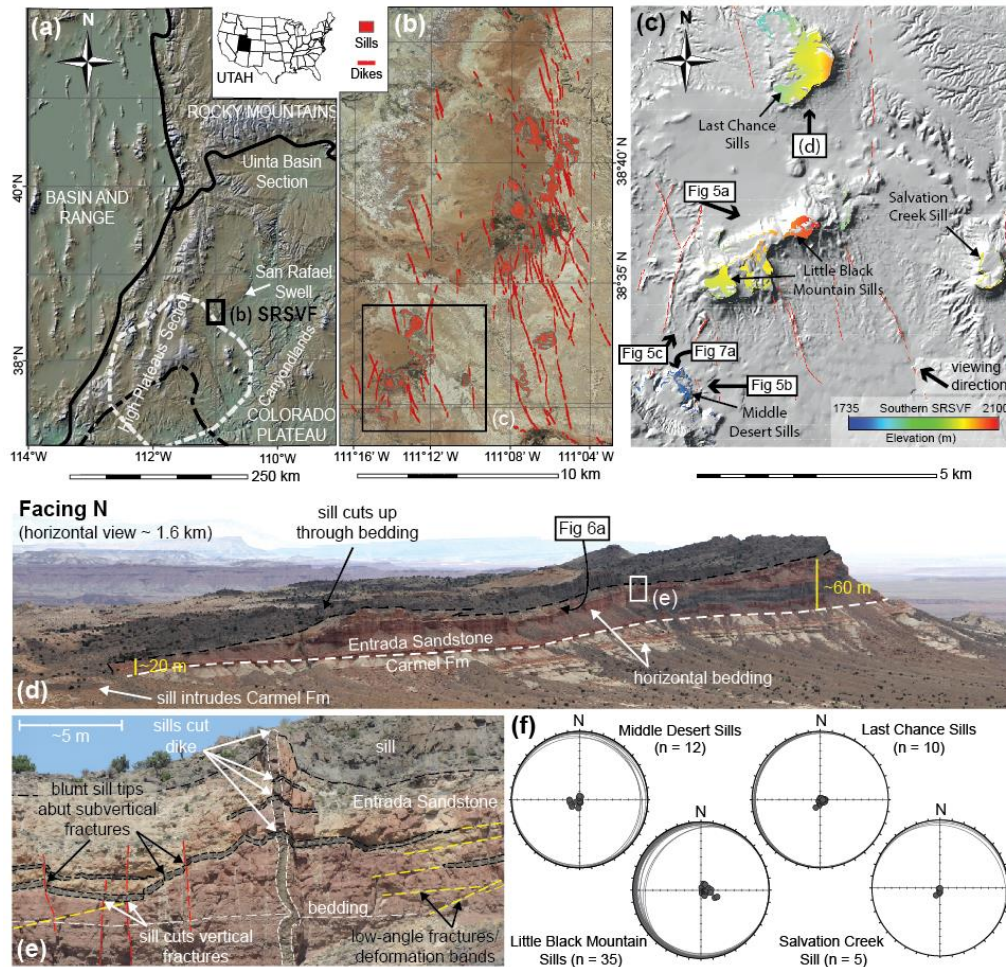 (a)
N
UTAH
Sills
Dikes
ROCKY MOUNTAINS
Uinta Basin
Section
BASIN AND
RANGE
San Rafael
Swell
(b) SRSVF
High Plateaus Section
Canyonlands
COLORADO
PLATEAU
40°N
38°N
114°W
112°W
110°W
250 km
(b)
(c)
38°40'N
38°35'N
111°16'W
111°12'W
111°08'W
111°04'W
10 km
(c)
N
Last Chance
Sills
(d)
Fig 5a
Salvation
Creek Sill
Little Black
Mountain Sills
Fig 5c
Fig 7a
Fig 5b
Middle
Desert Sills
viewing
direction
1735
Southern SRSVF
2100
Elevation (m)
5 km
Facing N
(horizontal view ~ 1.6 km)
sill cuts up
through bedding
Fig 6a
(e)
~60 m
Entrada Sandstone
Carmel Fm
~20 m
horizontal bedding
(d)
sill intrudes Carmel Fm
~5 m
sills cut
dike
sill
blunt sill tips
abut subvertical
fractures
Entrada Sandstone
bedding
sill cuts vertical
fractures
low-angle fractures/
deformation bands
(e)
(f)
N
Middle Desert Sills
(n = 12)
N
Last Chance Sills
(n = 10)
N
Little Black Mountain
Sills (n = 35)
N
Salvation Creek
Sill (n = 5)